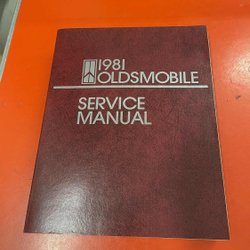 1981
OLDSMOBILE
SERVICE
MANUAL